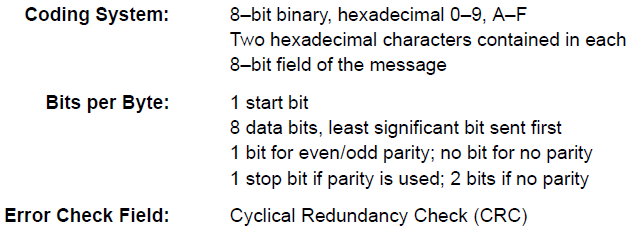 Coding System: 8–bit binary, hexadecimal 0–9, A–F
Two hexadecimal characters contained in each
8–bit field of the message
Bits per Byte: 1 start bit
8 data bits, least significant bit sent first
1 bit for even/odd parity; no bit for no parity
1 stop bit if parity is used; 2 bits if no parity
Error Check Field: Cyclical Redundancy Check (CRC)